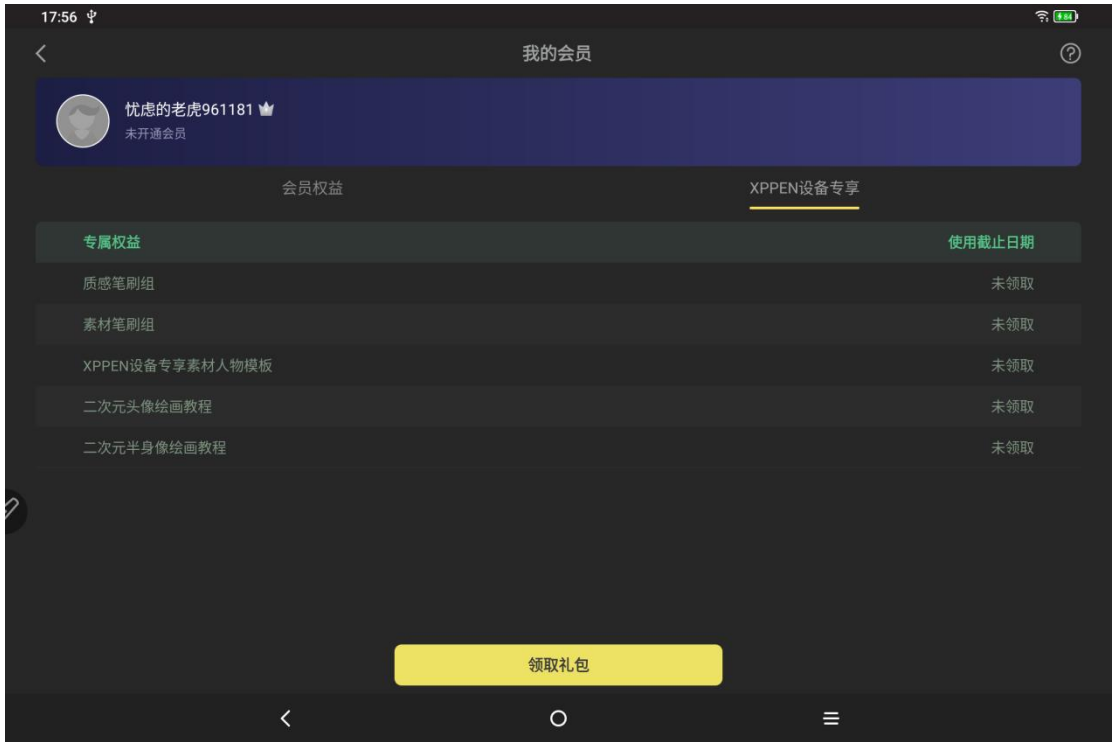 17:56
84
我的会员
忧虑的老虎961181
未开通会员
会员权益
XPPEN设备专享
专属权益 使用截止日期
质感笔刷组 未领取
素材笔刷组 未领取
XPPEN设备专享素材人物模板 未领取
二次元头像绘画教程 未领取
二次元半身像绘画教程 未领取
领取礼包